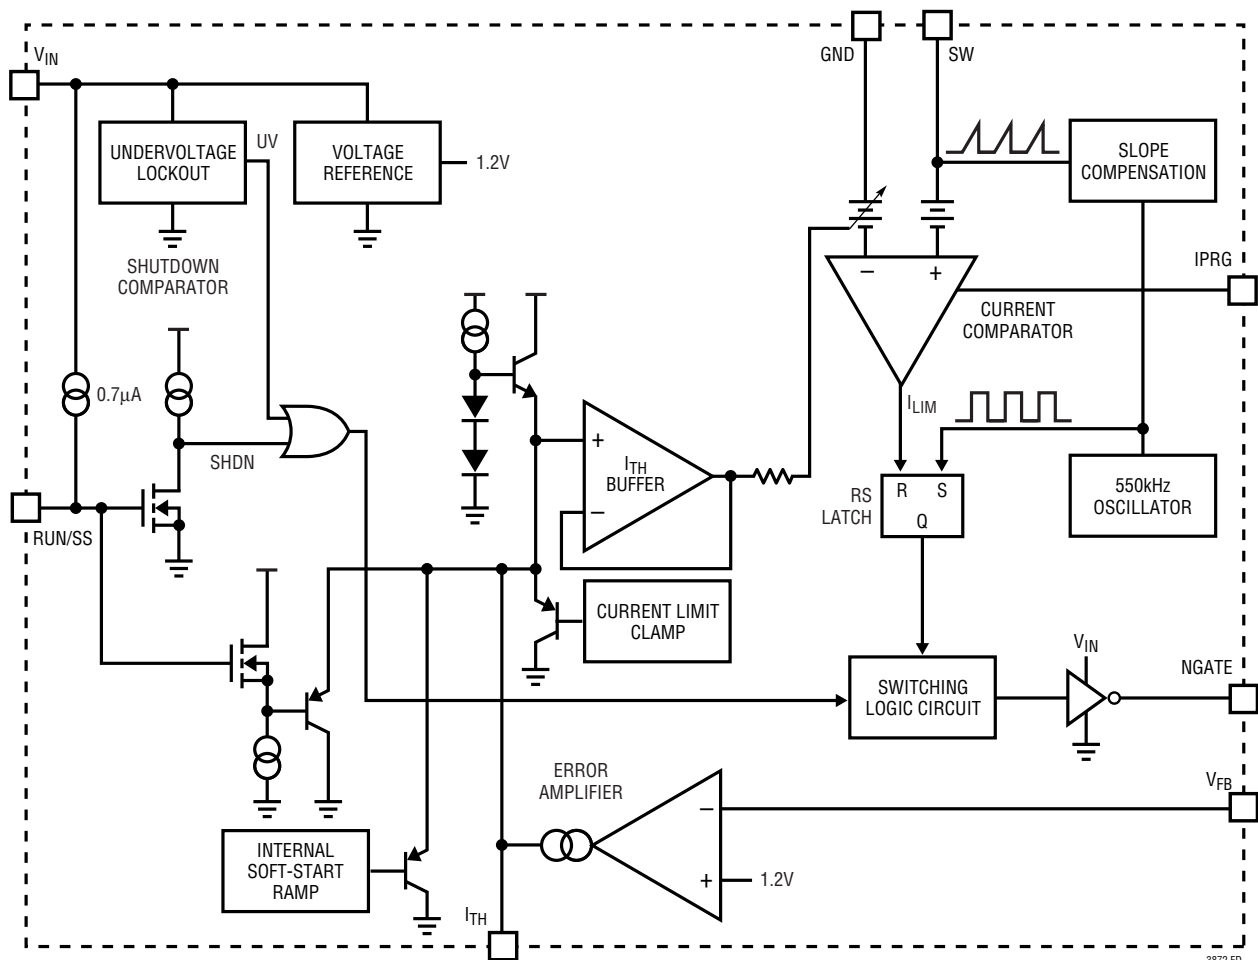 GND
SW
VIN
UNDERVOLTAGE
LOCKOUT
UV
VOLTAGE
REFERENCE
1.2V
SLOPE
COMPENSATION
SHUTDOWN
COMPARATOR
IPRG
–
+
CURRENT
COMPARATOR
0.7µA
ILIM
SHDN
+
ITH
BUFFER
–
RS
LATCH
R
S
Q
550kHz
OSCILLATOR
RUN/SS
CURRENT LIMIT
CLAMP
VIN
NGATE
SWITCHING
LOGIC CIRCUIT
ERROR
AMPLIFIER
VFB
–
+
1.2V
INTERNAL
SOFT-START
RAMP
ITH